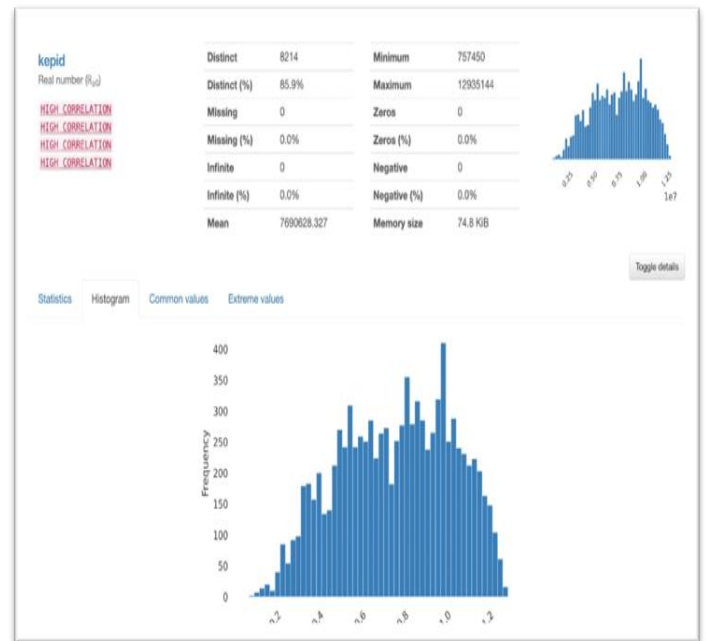 kepid
Real number (ℝ≥0)
HIGH CORRELATION
HIGH CORRELATION
HIGH CORRELATION
HIGH CORRELATION
Distinct 8214
Distinct (%) 85.9%
Missing 0
Missing (%) 0.0%
Infinite 0
Infinite (%) 0.0%
Mean 7690628.327
Minimum 757450
Maximum 12935144
Zeros 0
Zeros (%) 0.0%
Negative 0
Negative (%) 0.0%
Memory size 74.8 KiB
0.25 0.50 0.75 1.00 1.25
1e7
Toggle details
Statistics Histogram Common values Extreme values
400
350
300
250
200
150
100
50
0
Frequency
0.2 0.4 0.6 0.8 1.0 1.2